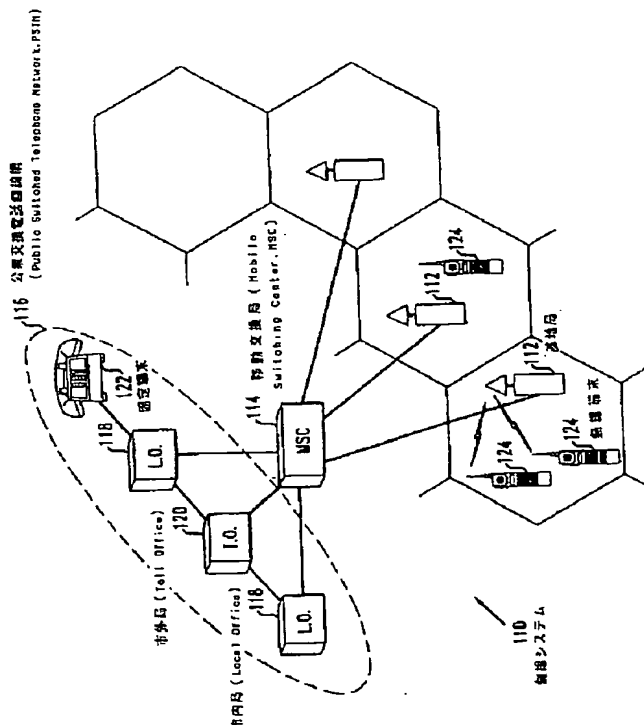 116
公衆交換電話回線網
(Public Switched Telephone Network.PSTN)
122
固定端末
118
L.O.
120
T.O.
市外局 (Toll Office)
118
L.O.
市内局 (Local Office)
114
MSC
移動交換局 (Mobile
Switching Center.MSC)
112
124
112
基地局
無線端末
124
124
110
無線システム